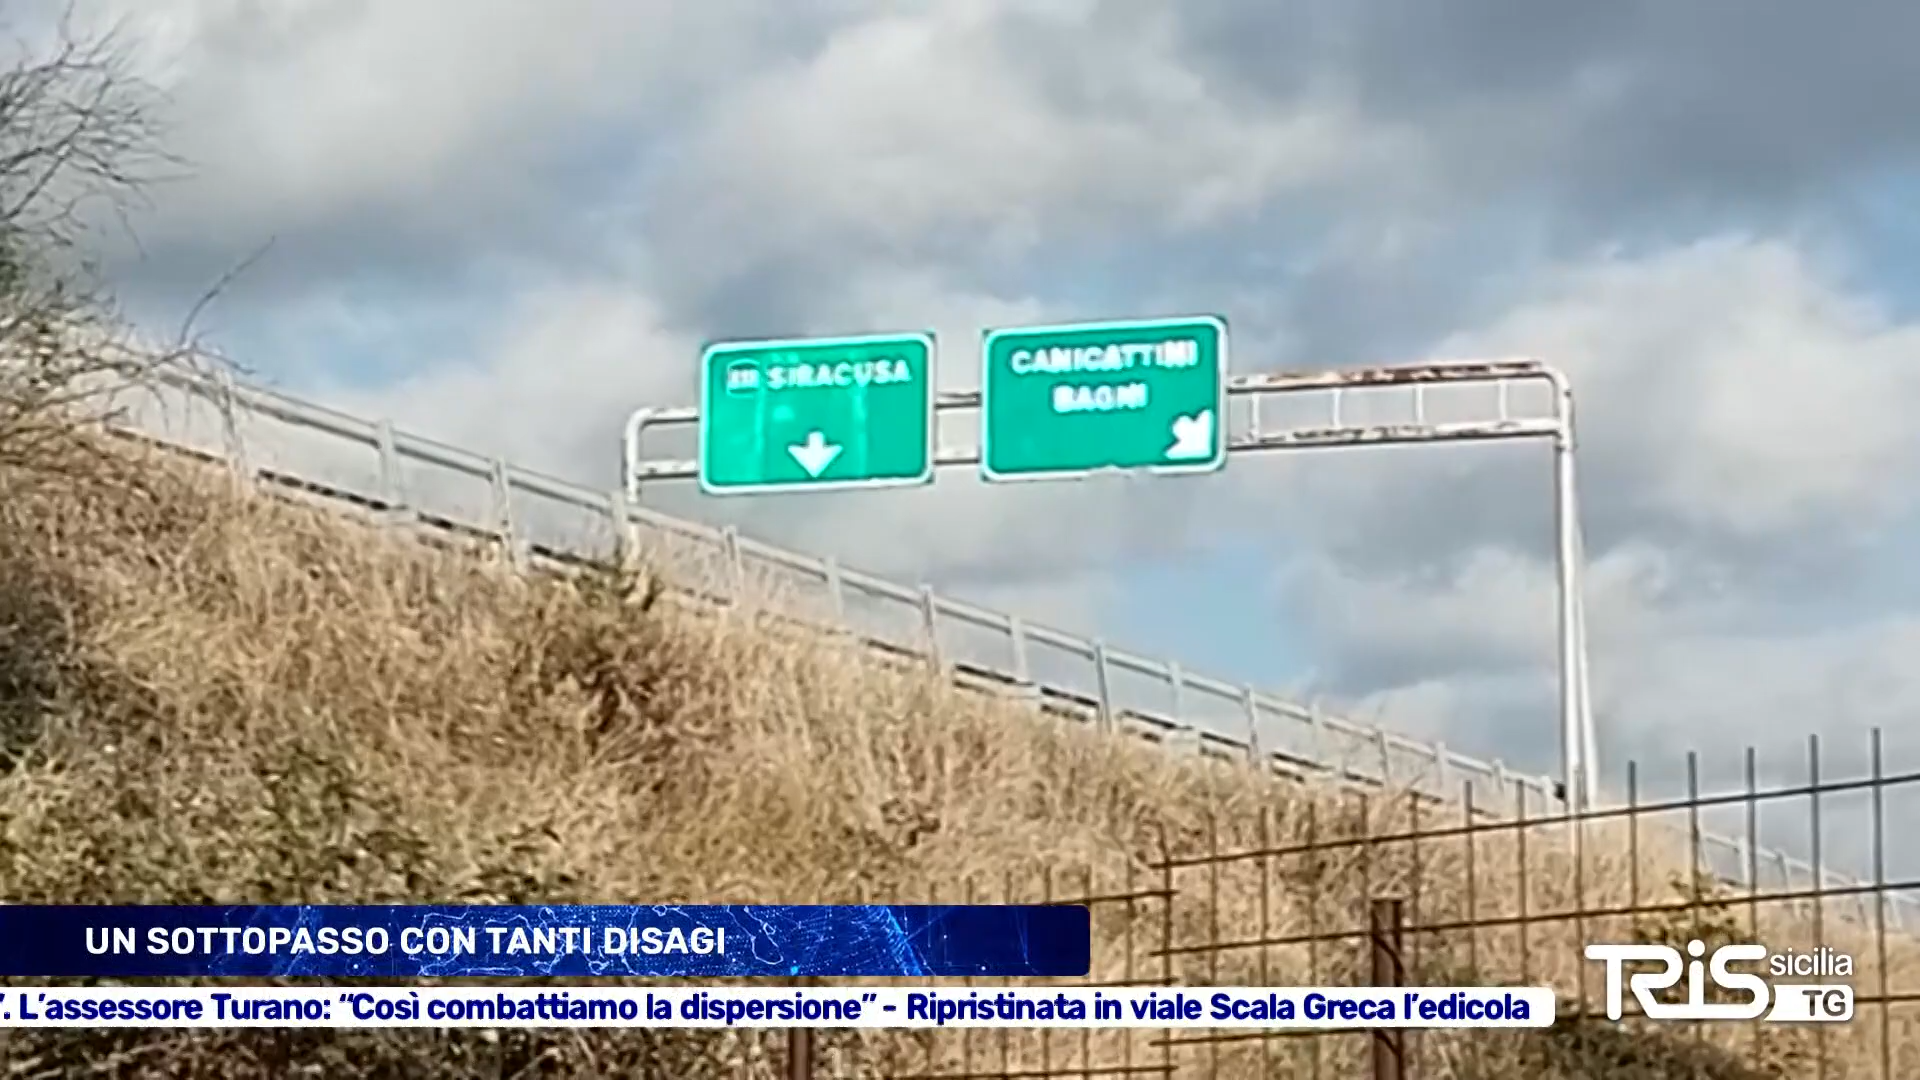 SIRACUSA
CANICATTINI
BAGNI
UN SOTTOPASSO CON TANTI DISAGI
”. L’assessore Turano: “Così combattiamo la dispersione” - Ripristinata in viale Scala Greca l’edicola
TRiS sicilia
TG